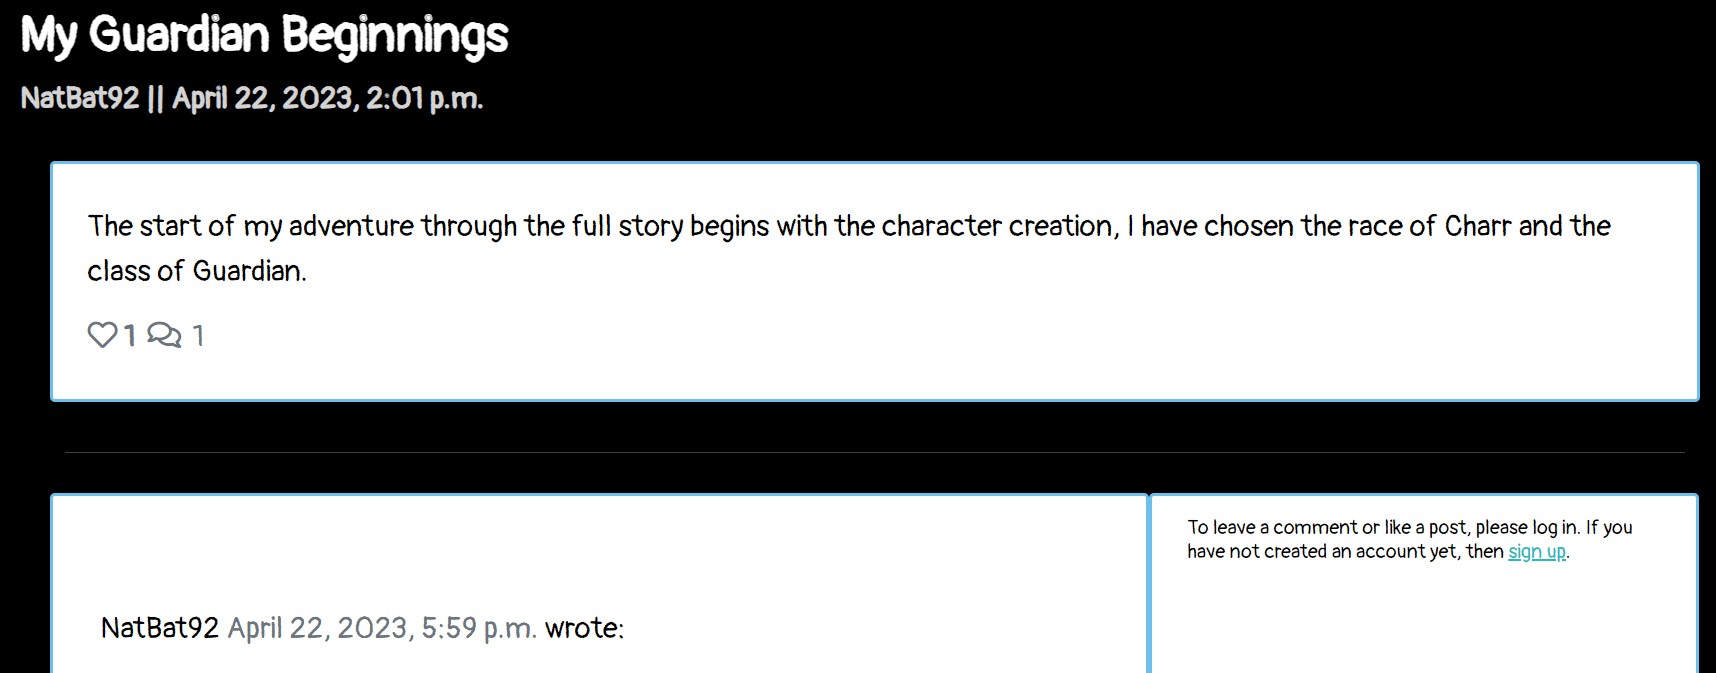 My Guardian Beginnings
NatBat92 || April 22, 2023, 2:01 p.m.
The start of my adventure through the full story begins with the character creation, I have chosen the race of Charr and the
class of Guardian.
1 1
To leave a comment or like a post, please log in. If you
have not created an account yet, then sign up.
NatBat92 April 22, 2023, 5:59 p.m. wrote: